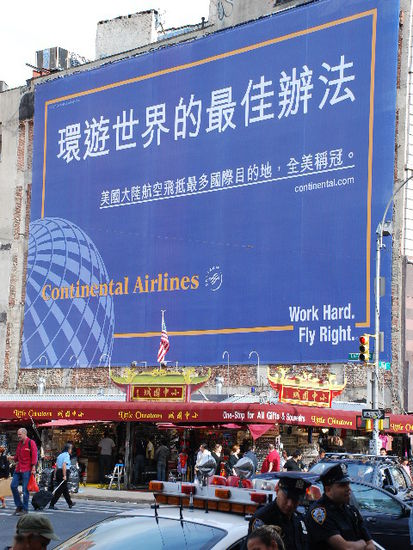 環遊世界的最佳辦法
美國大陸航空飛抵最多國際目的地，全美稱冠。
continental.com
Continental Airlines
Work Hard.
Fly Right.
Little Chinatown
One-Stop for All Gifts & Souvenirs
Little Chinatown